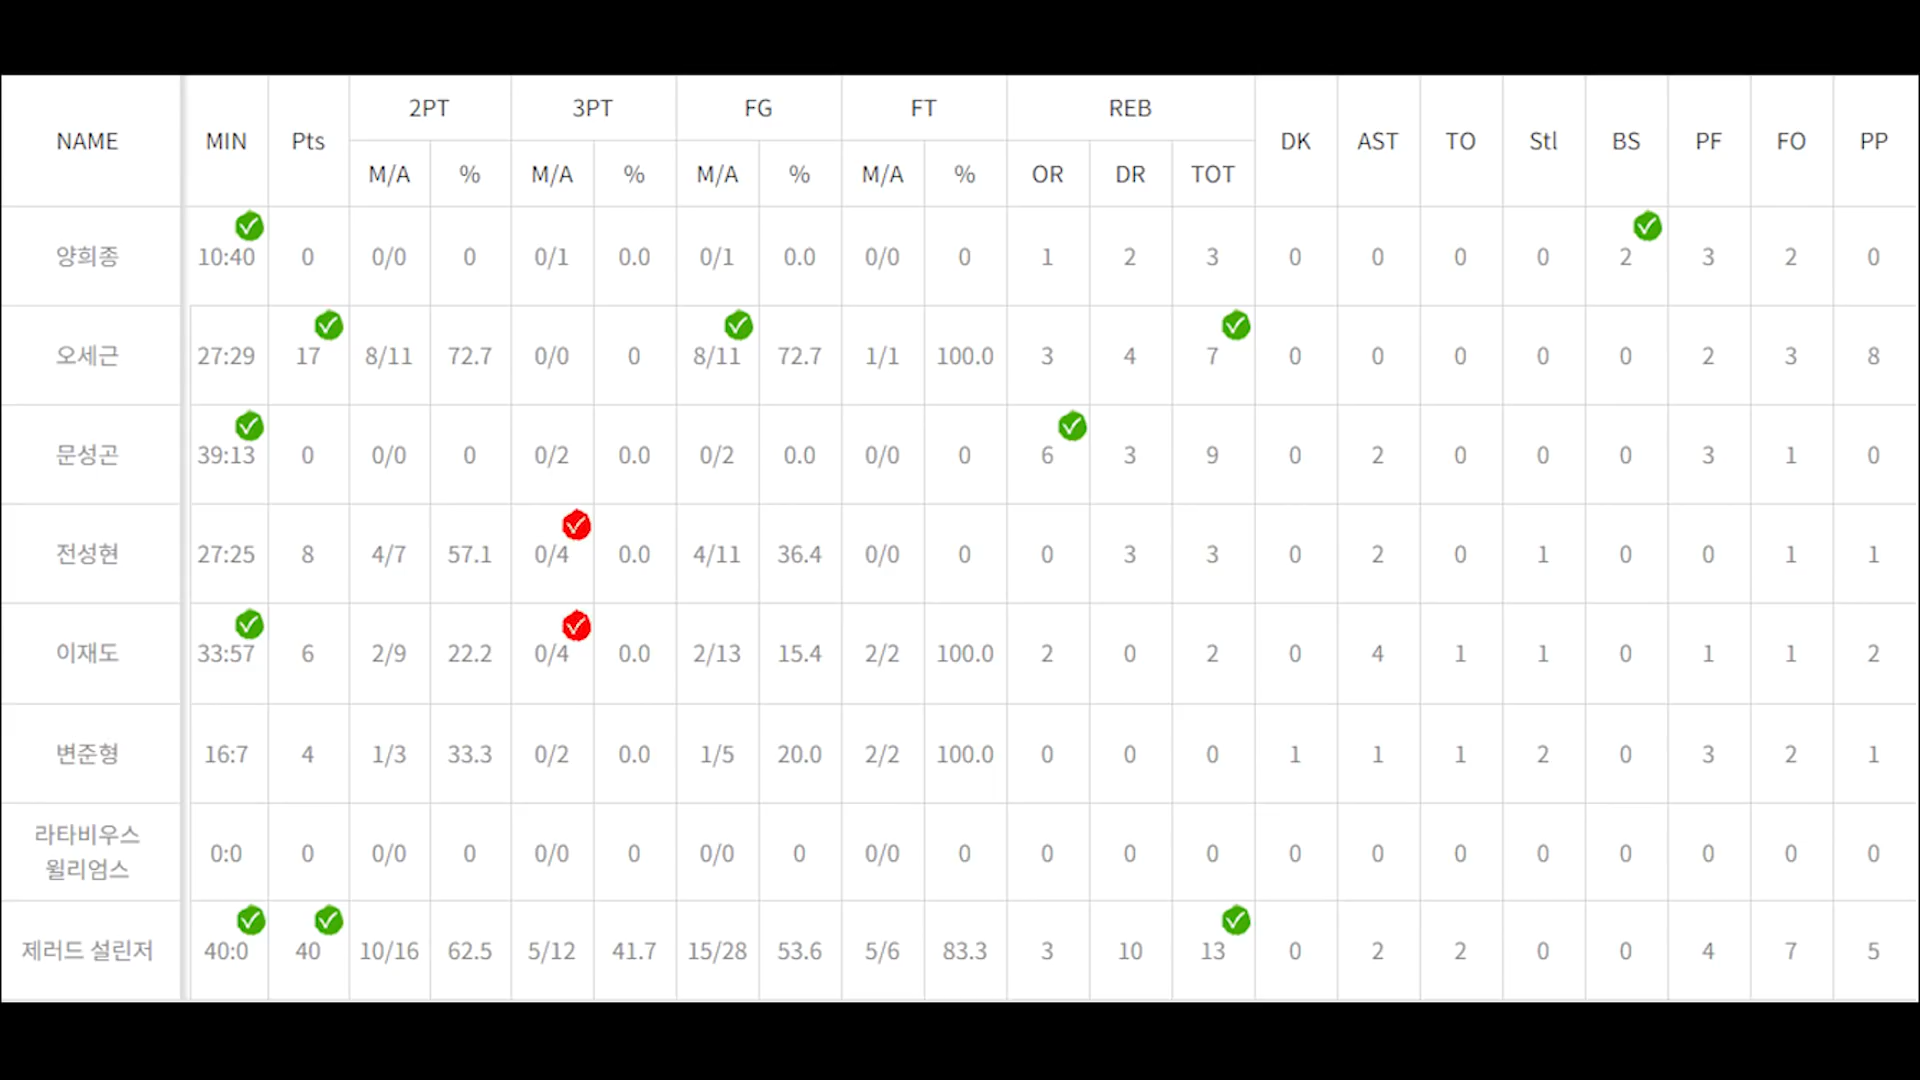 NAME MIN Pts 2PT 3PT FG FT REB DK AST TO Stl BS PF FO PP
M/A % M/A % M/A % M/A % OR DR TOT
양희종 10:40 0 0/0 0 0/1 0.0 0/1 0.0 0/0 0 1 2 3 0 0 0 0 2 3 2 0
오세근 27:29 17 8/11 72.7 0/0 0 8/11 72.7 1/1 100.0 3 4 7 0 0 0 0 0 2 3 8
문성곤 39:13 0 0/0 0 0/2 0.0 0/2 0.0 0/0 0 6 3 9 0 2 0 0 0 3 1 0
전성현 27:25 8 4/7 57.1 0/4 0.0 4/11 36.4 0/0 0 0 3 3 0 2 0 1 0 0 1 1
이재도 33:57 6 2/9 22.2 0/4 0.0 2/13 15.4 2/2 100.0 2 0 2 0 4 1 1 0 1 1 2
변준형 16:7 4 1/3 33.3 0/2 0.0 1/5 20.0 2/2 100.0 0 0 0 1 1 1 2 0 3 2 1
라타비우스
윌리엄스 0:0 0 0/0 0 0/0 0 0/0 0 0/0 0 0 0 0 0 0 0 0 0 0 0 0
제러드 설린저 40:0 40 10/16 62.5 5/12 41.7 15/28 53.6 5/6 83.3 3 10 13 0 2 2 0 0 4 7 5